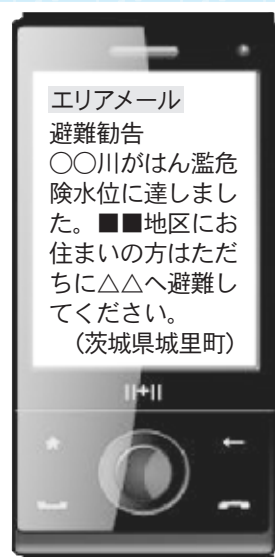 エリアメール
避難勧告
○○川がはん濫危
険水位に達しまし
た。■■地区にお
住まいの方はただ
ちに△△へ避難し
てください。
（茨城県城里町）